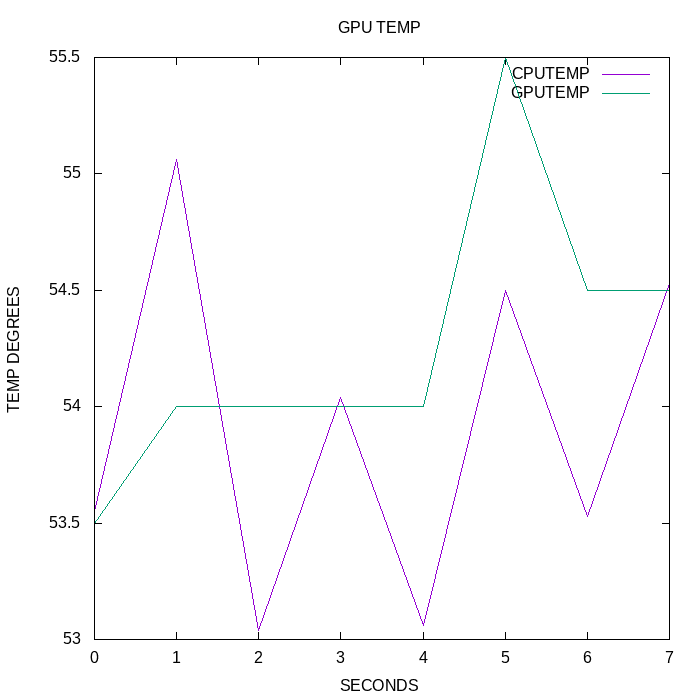 GPU TEMP
55.5
CPUTEMP
GPUTEMP
55
54.5
TEMP DEGREES
54
53.5
53
0 1 2 3 4 5 6 7
SECONDS